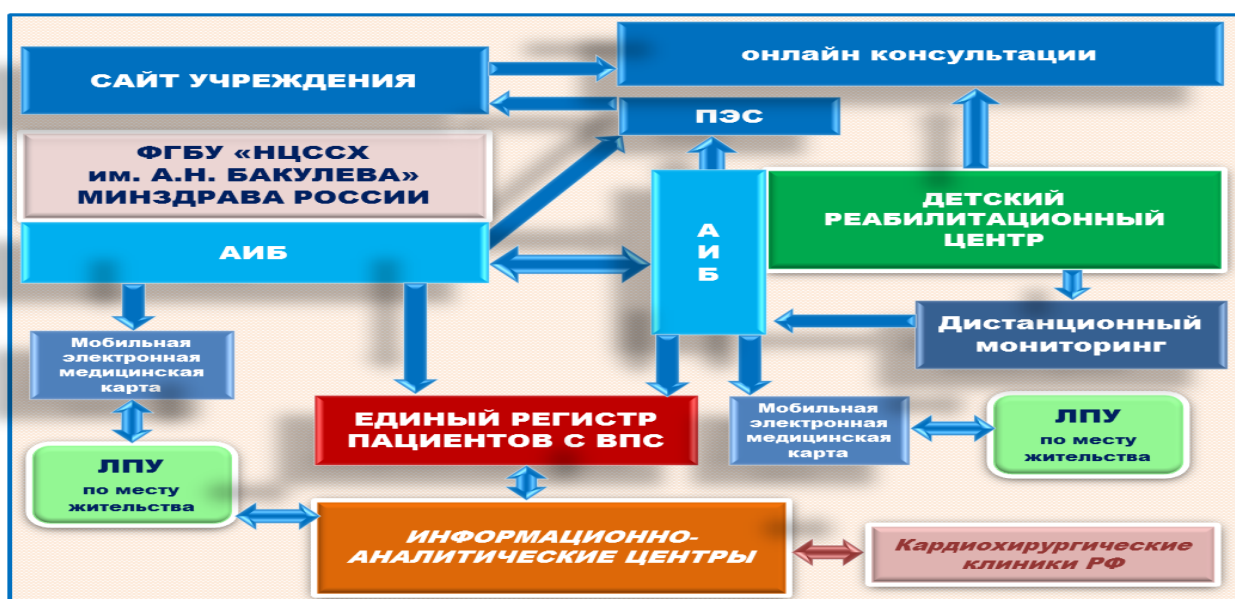 САЙТ УЧРЕЖДЕНИЯ
онлайн консультации
ПЭС
ФГБУ «НЦССХ
им. А.Н. БАКУЛЕВА»
МИНЗДРАВА РОССИИ
АИБ
А
И
Б
ДЕТСКИЙ
РЕАБИЛИТАЦИОННЫЙ
ЦЕНТР
Дистанционный
мониторинг
Мобильная
электронная
медицинская
карта
ЕДИНЫЙ РЕГИСТР
ПАЦИЕНТОВ С ВПС
Мобильная
электронная
медицинская
карта
ЛПУ
по месту
жительства
ЛПУ
по месту
жительства
ИНФОРМАЦИОННО-
АНАЛИТИЧЕСКИЕ ЦЕНТРЫ
Кардиохирургические
клиники РФ